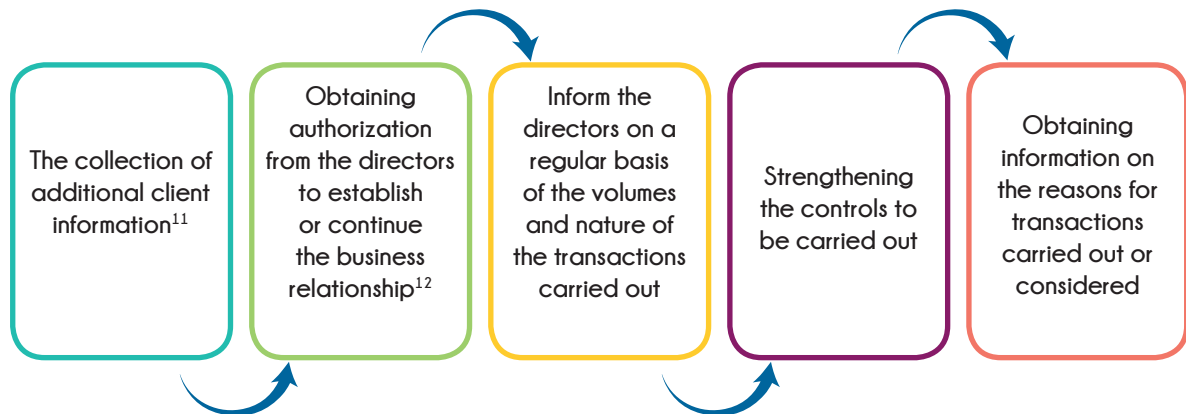 The collection of
additional client
information¹¹
Obtaining
authorization
from the directors
to establish
or continue
the business
relationship¹²
Inform the
directors on a
regular basis
of the volumes
and nature of
the transactions
carried out
Strengthening
the controls to
be carried out
Obtaining
information on
the reasons for
transactions
carried out or
considered